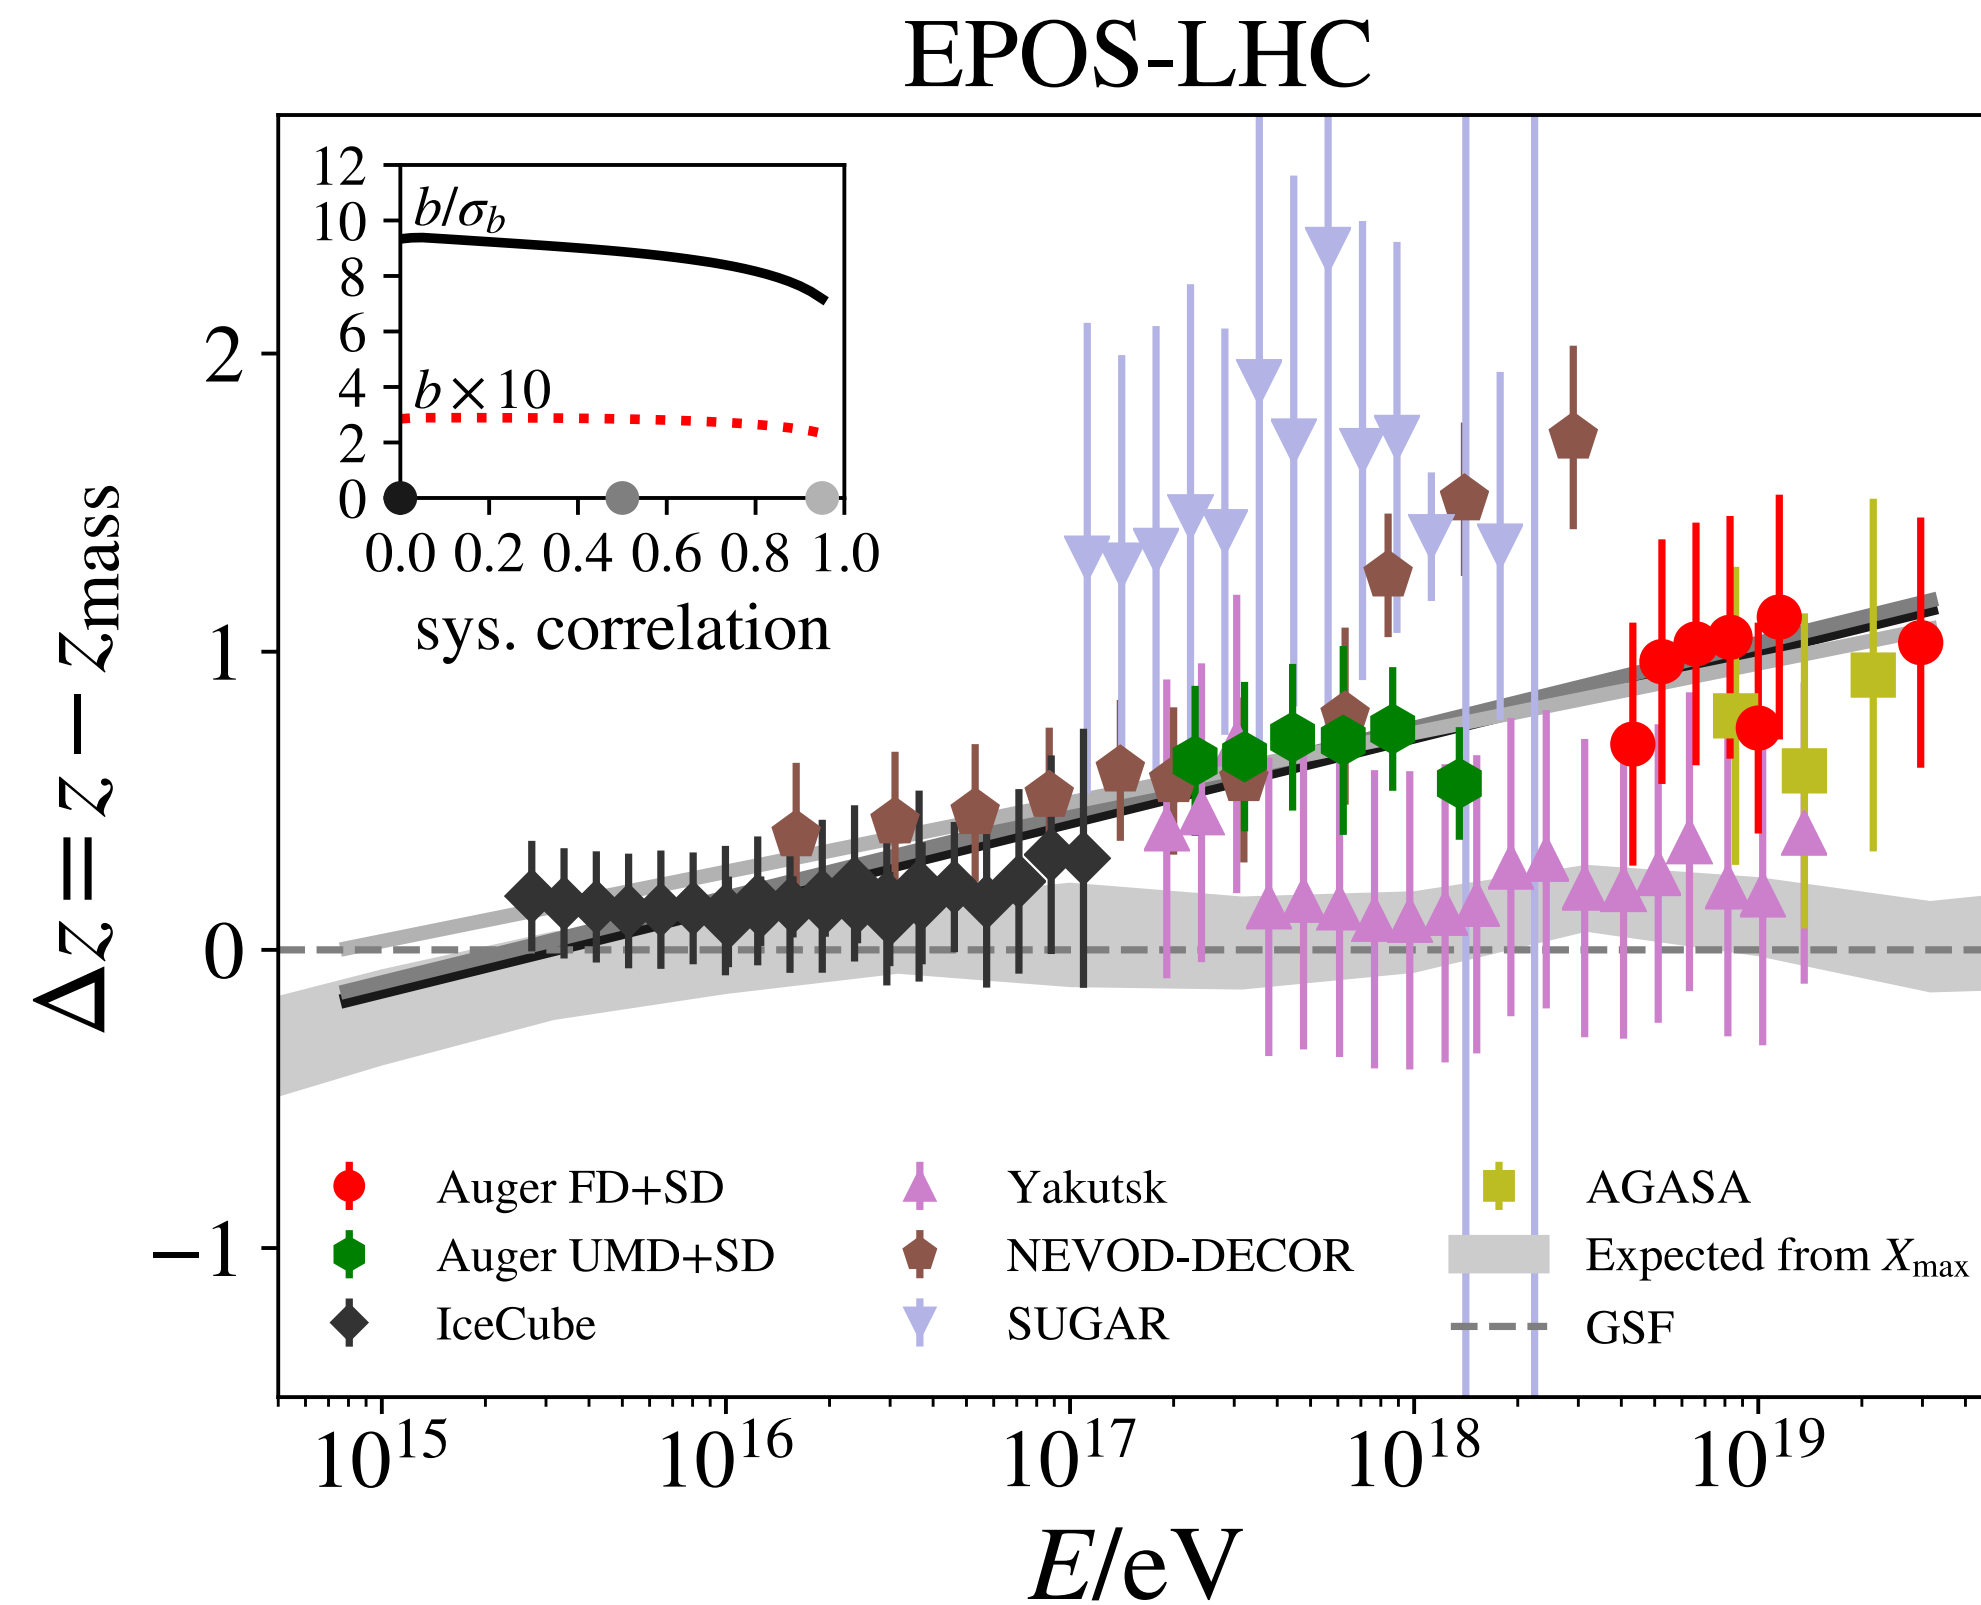 EPOS-LHC
Δz ≡ z − z_mass
2
1
0
−1
12
10
8
6
4
2
0
b/σ_b
b × 10
0.0 0.2 0.4 0.6 0.8 1.0
sys. correlation
Auger FD+SD
Auger UMD+SD
IceCube
Yakutsk
NEVOD-DECOR
SUGAR
AGASA
Expected from X_max
GSF
10^15 10^16 10^17 10^18 10^19
E/eV